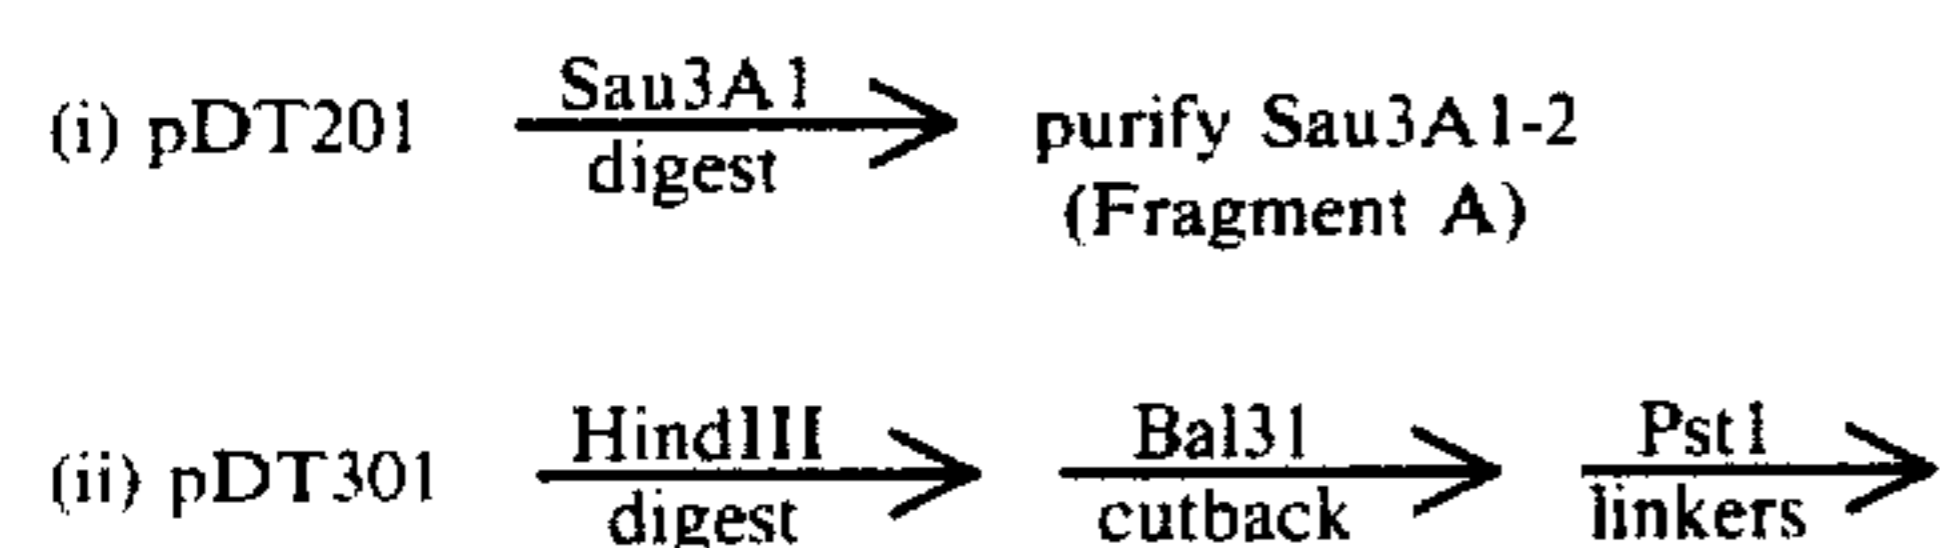 Sau3A1
(i) pDT201 purify Sau3A1-2
digest
(Fragment A)
HindIII Bal31 Pst1
(ii) pDT301
digest cutback linkers